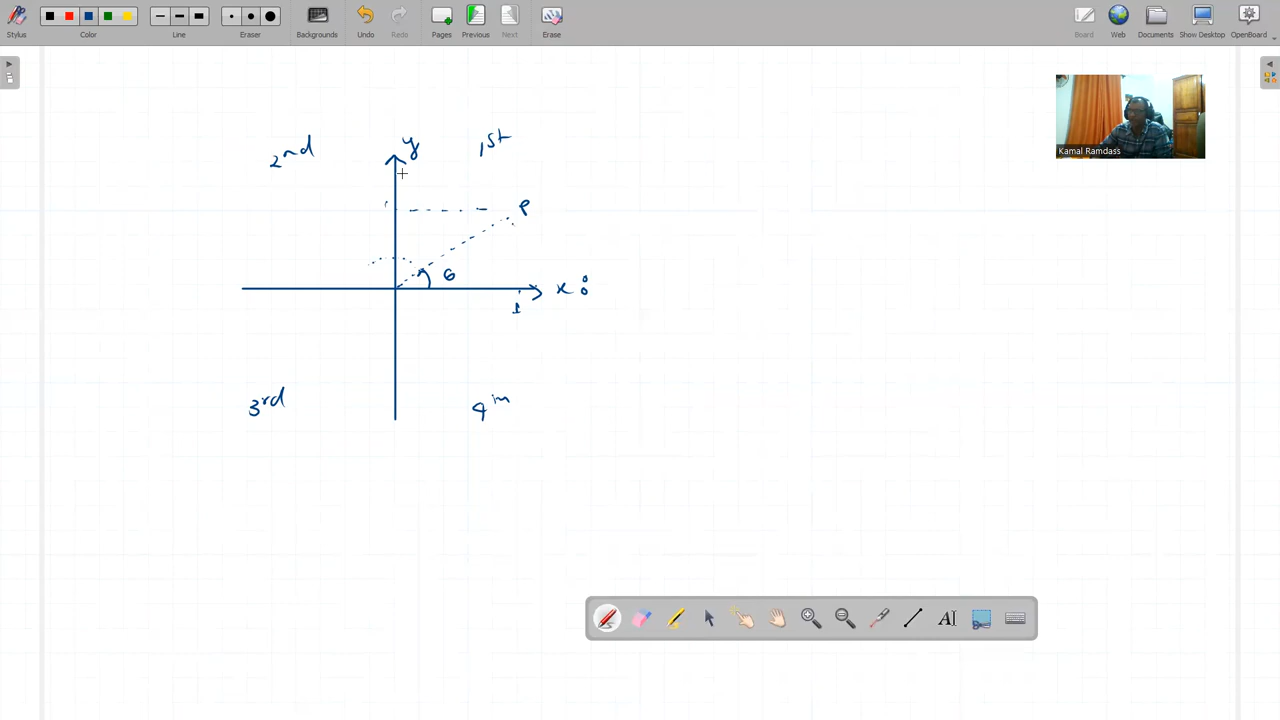 Stylus Color Line Eraser Backgrounds Undo Redo Pages Previous Next Erase Board Web Documents Show Desktop OpenBoard
Kamal Ramdass
2nd y 1st
P
θ
x
1
3rd 4th